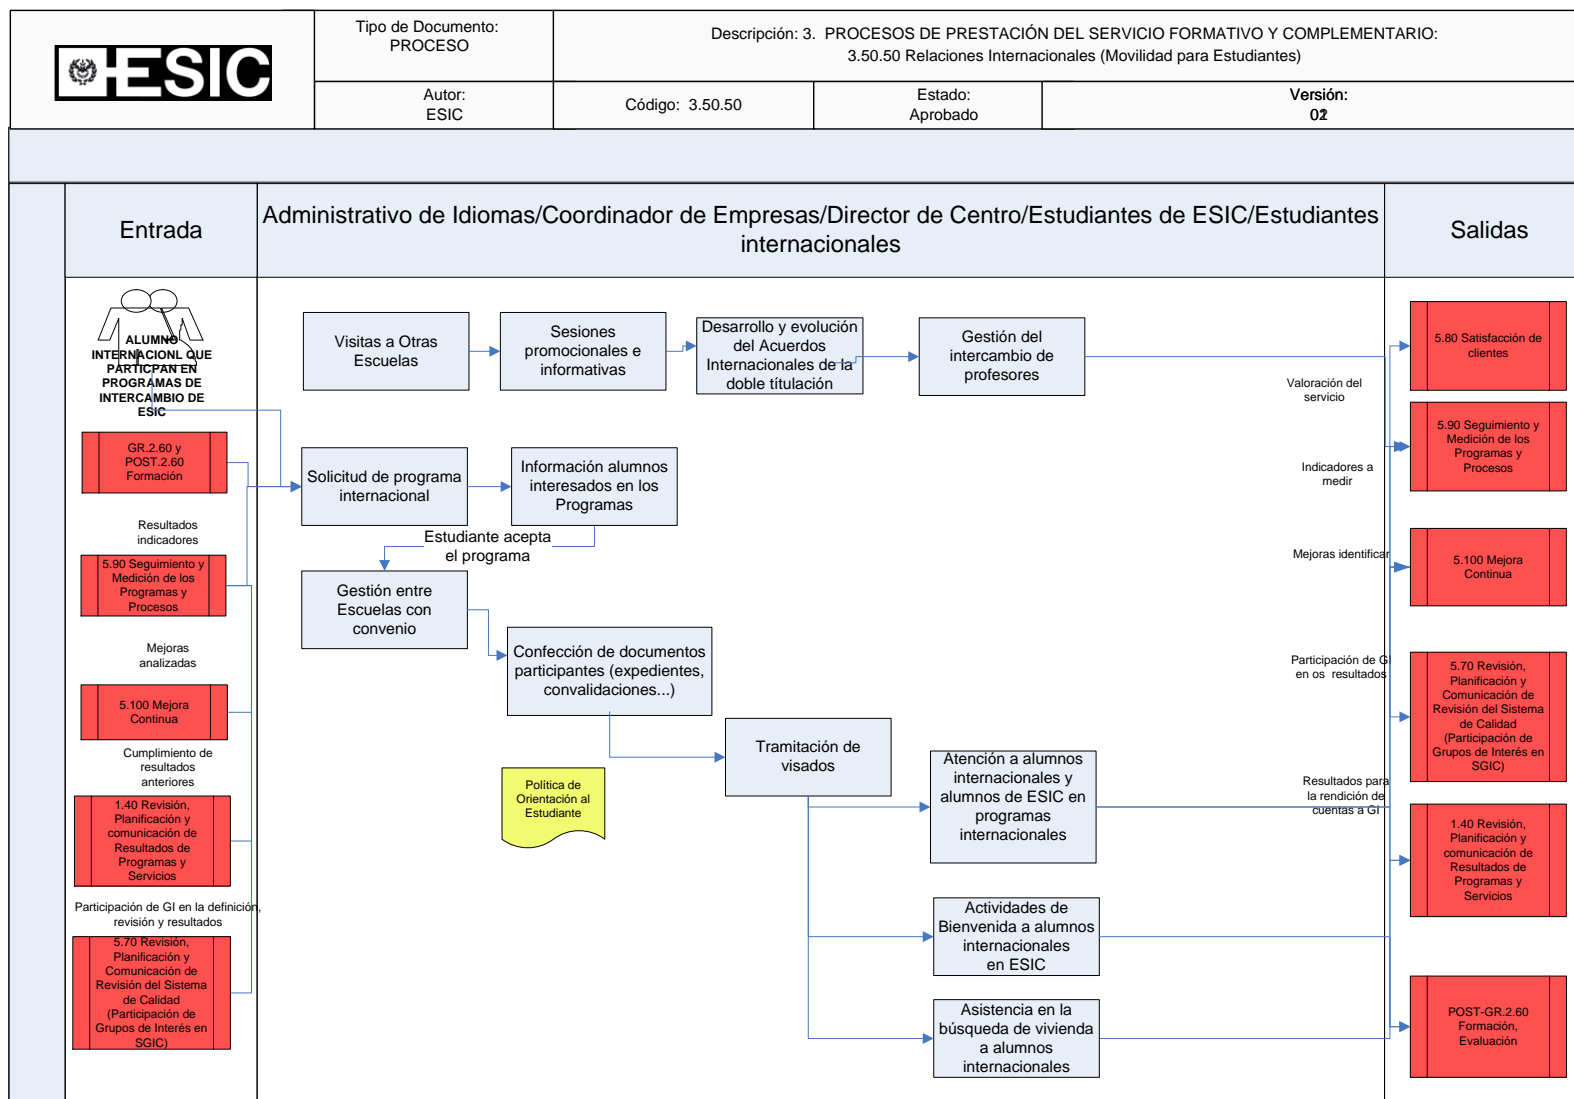 ESIC
Tipo de Documento:
PROCESO
Descripción: 3. PROCESOS DE PRESTACIÓN DEL SERVICIO FORMATIVO Y COMPLEMENTARIO:
3.50.50 Relaciones Internacionales (Movilidad para Estudiantes)
Autor:
ESIC
Código: 3.50.50
Estado:
Aprobado
Versión:
Entrada
Administrativo de Idiomas/Coordinador de Empresas/Director de Centro/Estudiantes de ESIC/Estudiantes
internacionales
Salidas
ALUMNO
INTERNACIONL QUE
PARTICPAN EN
PROGRAMAS DE
INTERCAMBIO DE
ESIC
GR.2.60 y
POST.2.60
Formación
Resultados
indicadores
5.90 Seguimiento y
Medición de los
Programas y
Procesos
Mejoras
analizadas
5.100 Mejora
Continua
Cumplimiento de
resultados
anteriores
1.40 Revisión,
Planificación y
comunicación de
Resultados de
Programas y
Servicios
Participación de GI en la definición,
revisión y resultados
5.70 Revisión,
Planificación y
Comunicación de
Revisión del Sistema
de Calidad
(Participación de
Grupos de Interés en
SGIC)
Visitas a Otras
Escuelas
Sesiones
promocionales e
informativas
Desarrollo y evolución
del Acuerdos
Internacionales de la
doble títulación
Gestión del
intercambio de
profesores
Solicitud de programa
internacional
Información alumnos
interesados en los
Programas
Estudiante acepta
el programa
Gestión entre
Escuelas con
convenio
Confección de documentos
participantes (expedientes,
convalidaciones...)
Política de
Orientación al
Estudiante
Tramitación de
visados
Atención a alumnos
internacionales y
alumnos de ESIC en
programas
internacionales
Actividades de
Bienvenida a alumnos
internacionales
en ESIC
Asistencia en la
búsqueda de vivienda
a alumnos
internacionales
Valoración del
servicio
Indicadores a
medir
Mejoras identificar
Participación de GI
en os resultados
Resultados para
la rendición de
cuentas a GI
5.80 Satisfacción de
clientes
5.90 Seguimiento y
Medición de los
Programas y
Procesos
5.100 Mejora
Continua
5.70 Revisión,
Planificación y
Comunicación de
Revisión del Sistema
de Calidad
(Participación de
Grupos de Interés en
SGIC)
1.40 Revisión,
Planificación y
comunicación de
Resultados de
Programas y
Servicios
POST-GR.2.60
Formación,
Evaluación